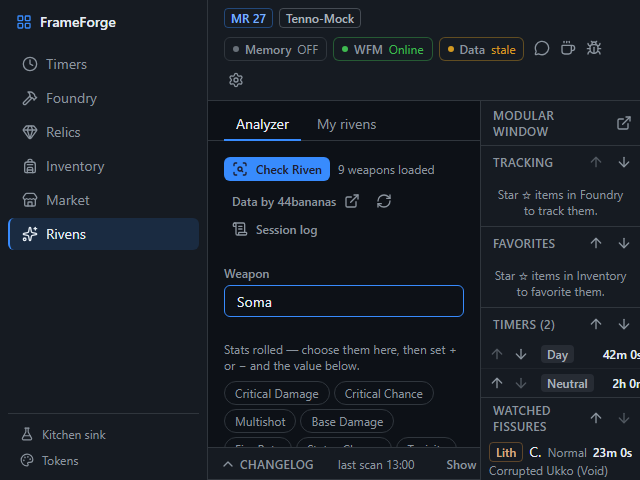 FrameForge
Timers
Foundry
Relics
Inventory
Market
Rivens
Kitchen sink
Tokens
MR 27
Tenno-Mock
Memory OFF
WFM Online
Data stale
Analyzer
My rivens
Check Riven
9 weapons loaded
Data by 44bananas
Session log
Weapon
Soma
Stats rolled — choose them here, then set +
or − and the value below.
Critical Damage
Critical Chance
Multishot
Base Damage
CHANGELOG
last scan 13:00
Show
MODULAR
WINDOW
TRACKING
Star ☆ items in Foundry
to track them.
FAVORITES
Star ☆ items in Inventory
to favorite them.
TIMERS (2)
Day 42m 0s
Neutral 2h 0m
WATCHED
FISSURES
Lith C. Normal 23m 0s
Corrupted Ukko (Void)